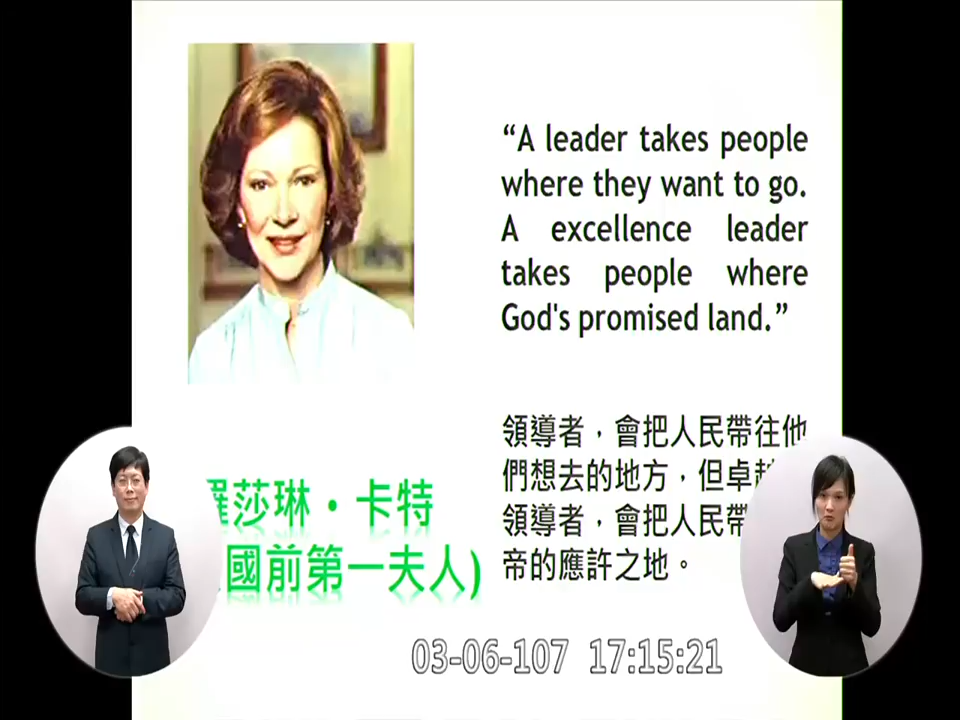 “A leader takes people
where they want to go.
A excellence leader
takes people where
God's promised land.”
領導者，會把人民帶往他
們想去的地方，但卓越
領導者，會把人民帶
帝的應許之地。
羅莎琳·卡特
國前第一夫人)
03-06-107 17:15:21